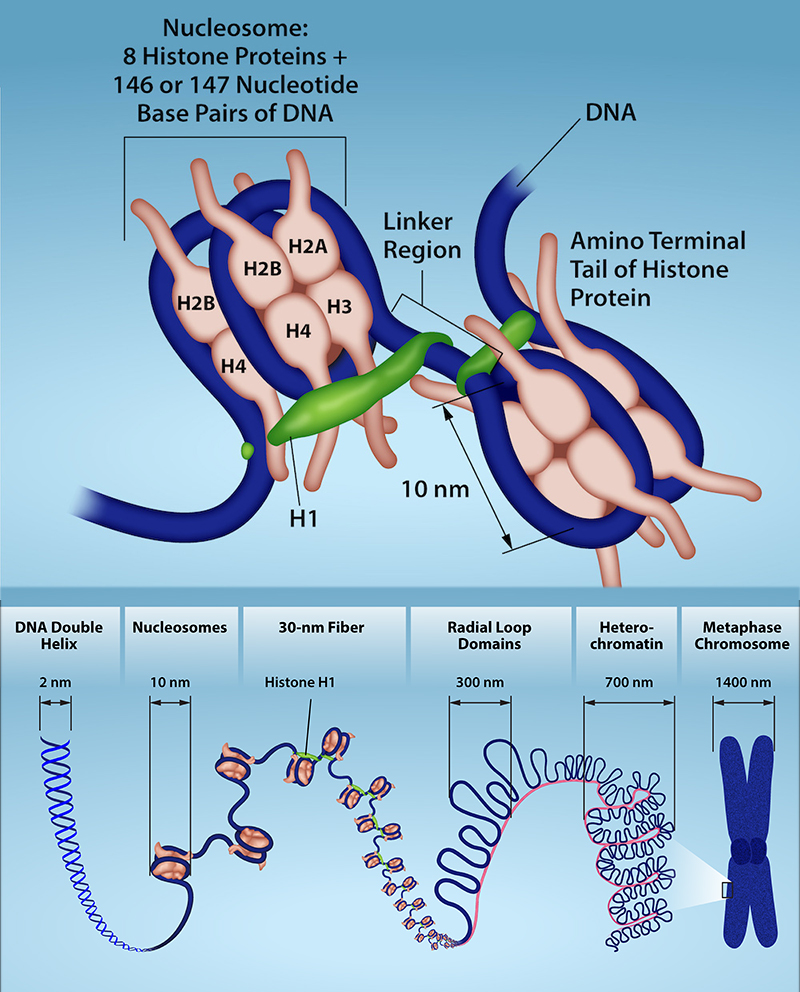 Nucleosome:
8 Histone Proteins +
146 or 147 Nucleotide
Base Pairs of DNA
DNA
Linker
Region
Amino Terminal
Tail of Histone
Protein
H2A
H2B
H2B
H3
H4
H4
10 nm
H1
DNA Double
Helix
Nucleosomes
30-nm Fiber
Radial Loop
Domains
Hetero-
chromatin
Metaphase
Chromosome
2 nm
10 nm
Histone H1
300 nm
700 nm
1400 nm